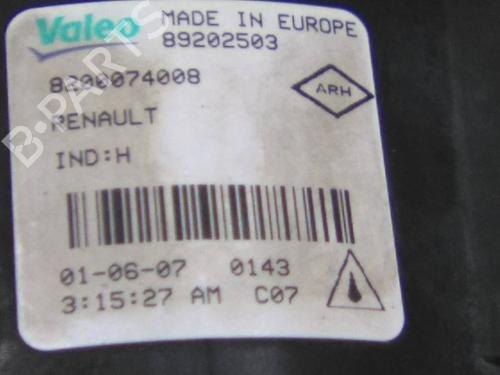 Valeo MADE IN EUROPE
89202503
8200074008
ARH
RENAULT
IND:H
01-06-07 0143
3:15:27 AM C07
B-PARTS